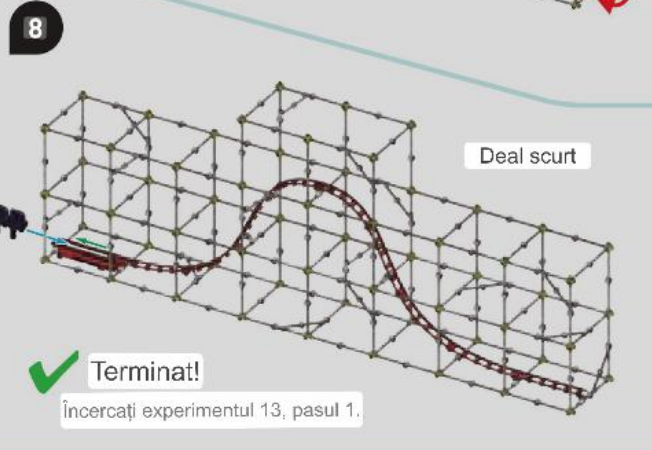 8
Deal scurt
Terminat!
Încercați experimentul 13, pasul 1.